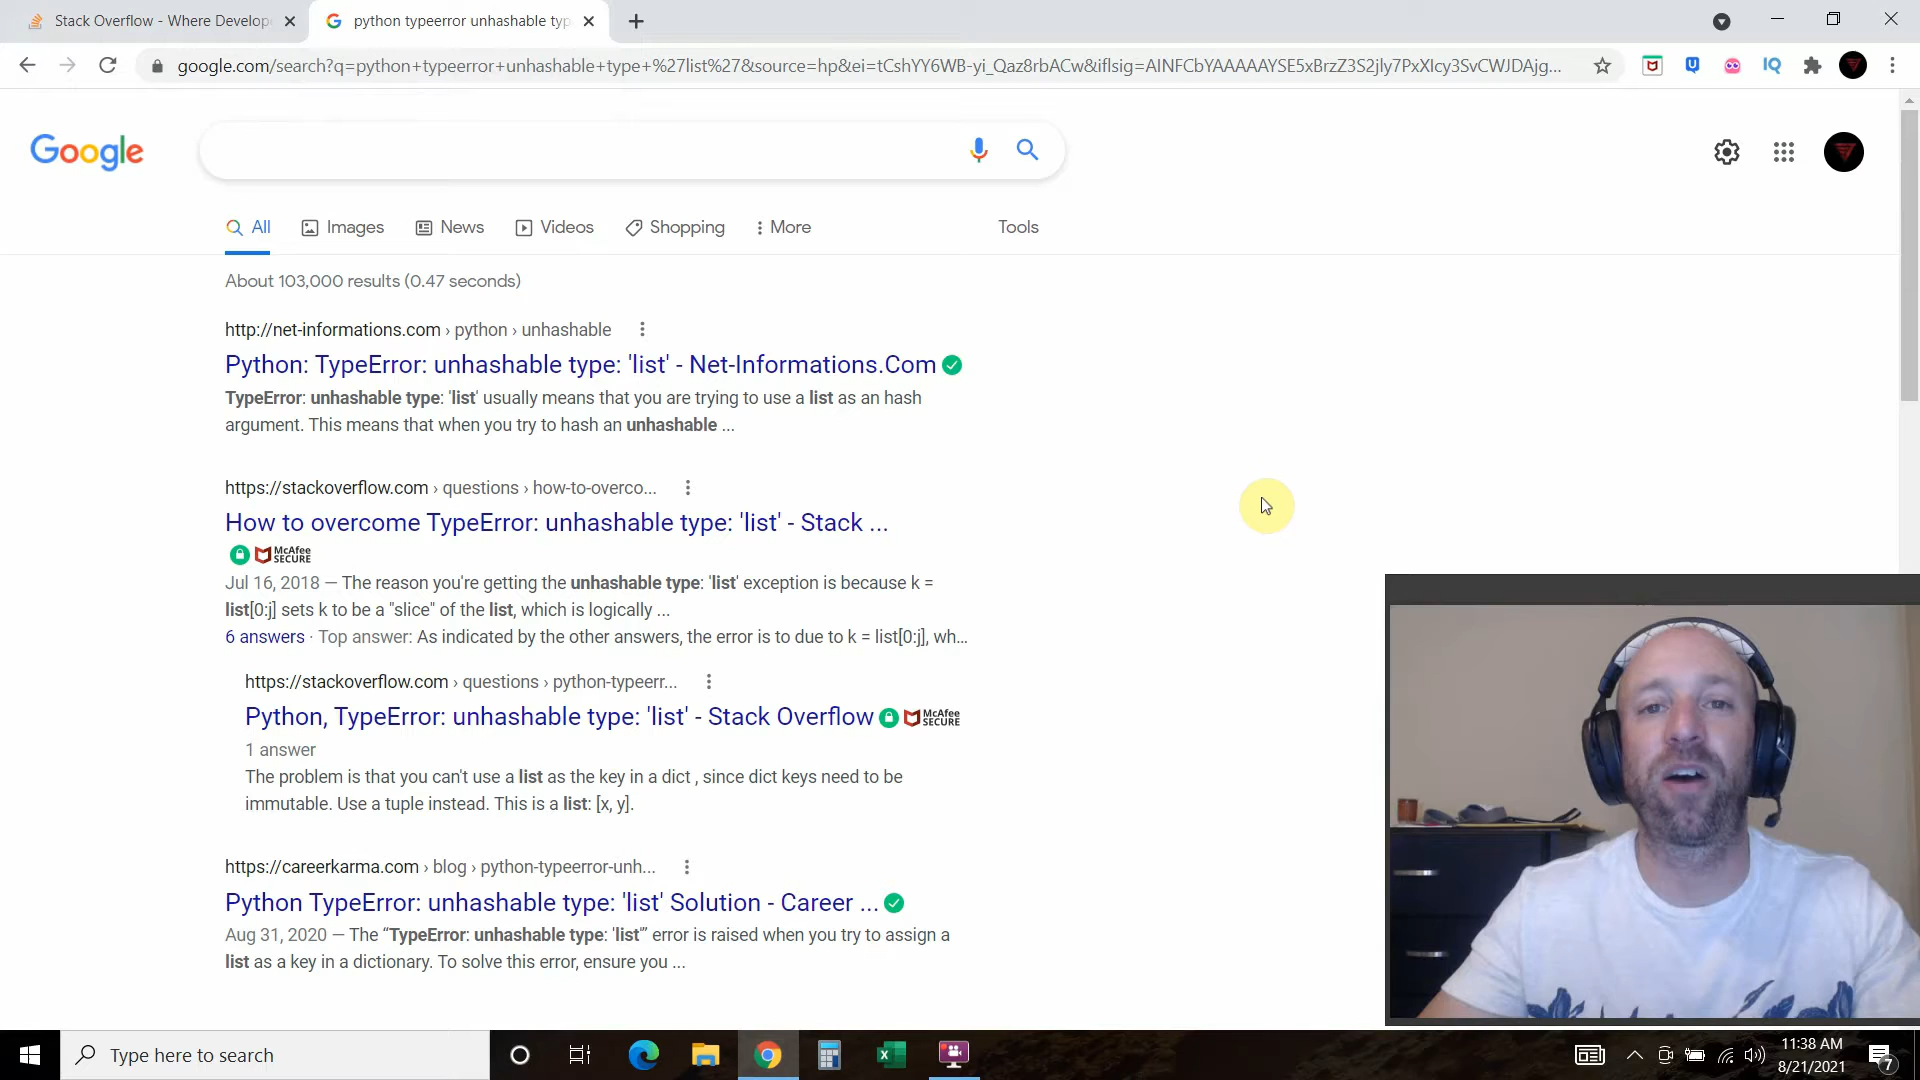 Stack Overflow - Where Develop
python typeerror unhashable typ
google.com/search?q=python+typeerror+unhashable+type+%27list%27&source=hp&ei=tCshYY6WB-yi_Qaz8rbACw&iflsig=AINFCbYAAAAAYSE5xBrzZ3S2jly7PxXIcy3SvCWJDAjg...
IQ
Google
All
Images
News
Videos
Shopping
More
Tools
About 103,000 results (0.47 seconds)
http://net-informations.com › python › unhashable
Python: TypeError: unhashable type: 'list' - Net-Informations.Com
TypeError: unhashable type: 'list' usually means that you are trying to use a list as an hash
argument. This means that when you try to hash an unhashable ...
https://stackoverflow.com › questions › how-to-overco...
How to overcome TypeError: unhashable type: 'list' - Stack ...
McAfee
SECURE
Jul 16, 2018 — The reason you're getting the unhashable type: 'list' exception is because k =
list[0:j] sets k to be a "slice" of the list, which is logically ...
6 answers · Top answer: As indicated by the other answers, the error is to due to k = list[0:j], wh...
https://stackoverflow.com › questions › python-typeerr...
Python, TypeError: unhashable type: 'list' - Stack Overflow
McAfee
SECURE
1 answer
The problem is that you can't use a list as the key in a dict , since dict keys need to be
immutable. Use a tuple instead. This is a list: [x, y].
https://careerkarma.com › blog › python-typeerror-unh...
Python TypeError: unhashable type: 'list' Solution - Career ...
Aug 31, 2020 — The “TypeError: unhashable type: 'list'” error is raised when you try to assign a
list as a key in a dictionary. To solve this error, ensure you ...
Type here to search
11:38 AM
8/21/2021
7